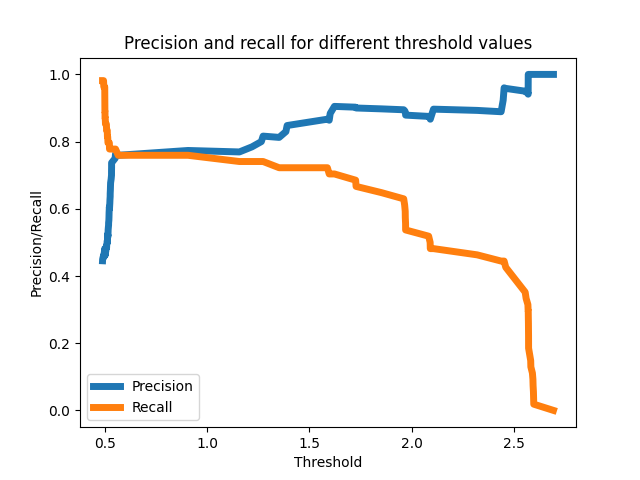 Precision and recall for different threshold values
Precision/Recall
1.0
0.8
0.6
0.4
0.2
0.0
Precision
Recall
0.5 1.0 1.5 2.0 2.5
Threshold